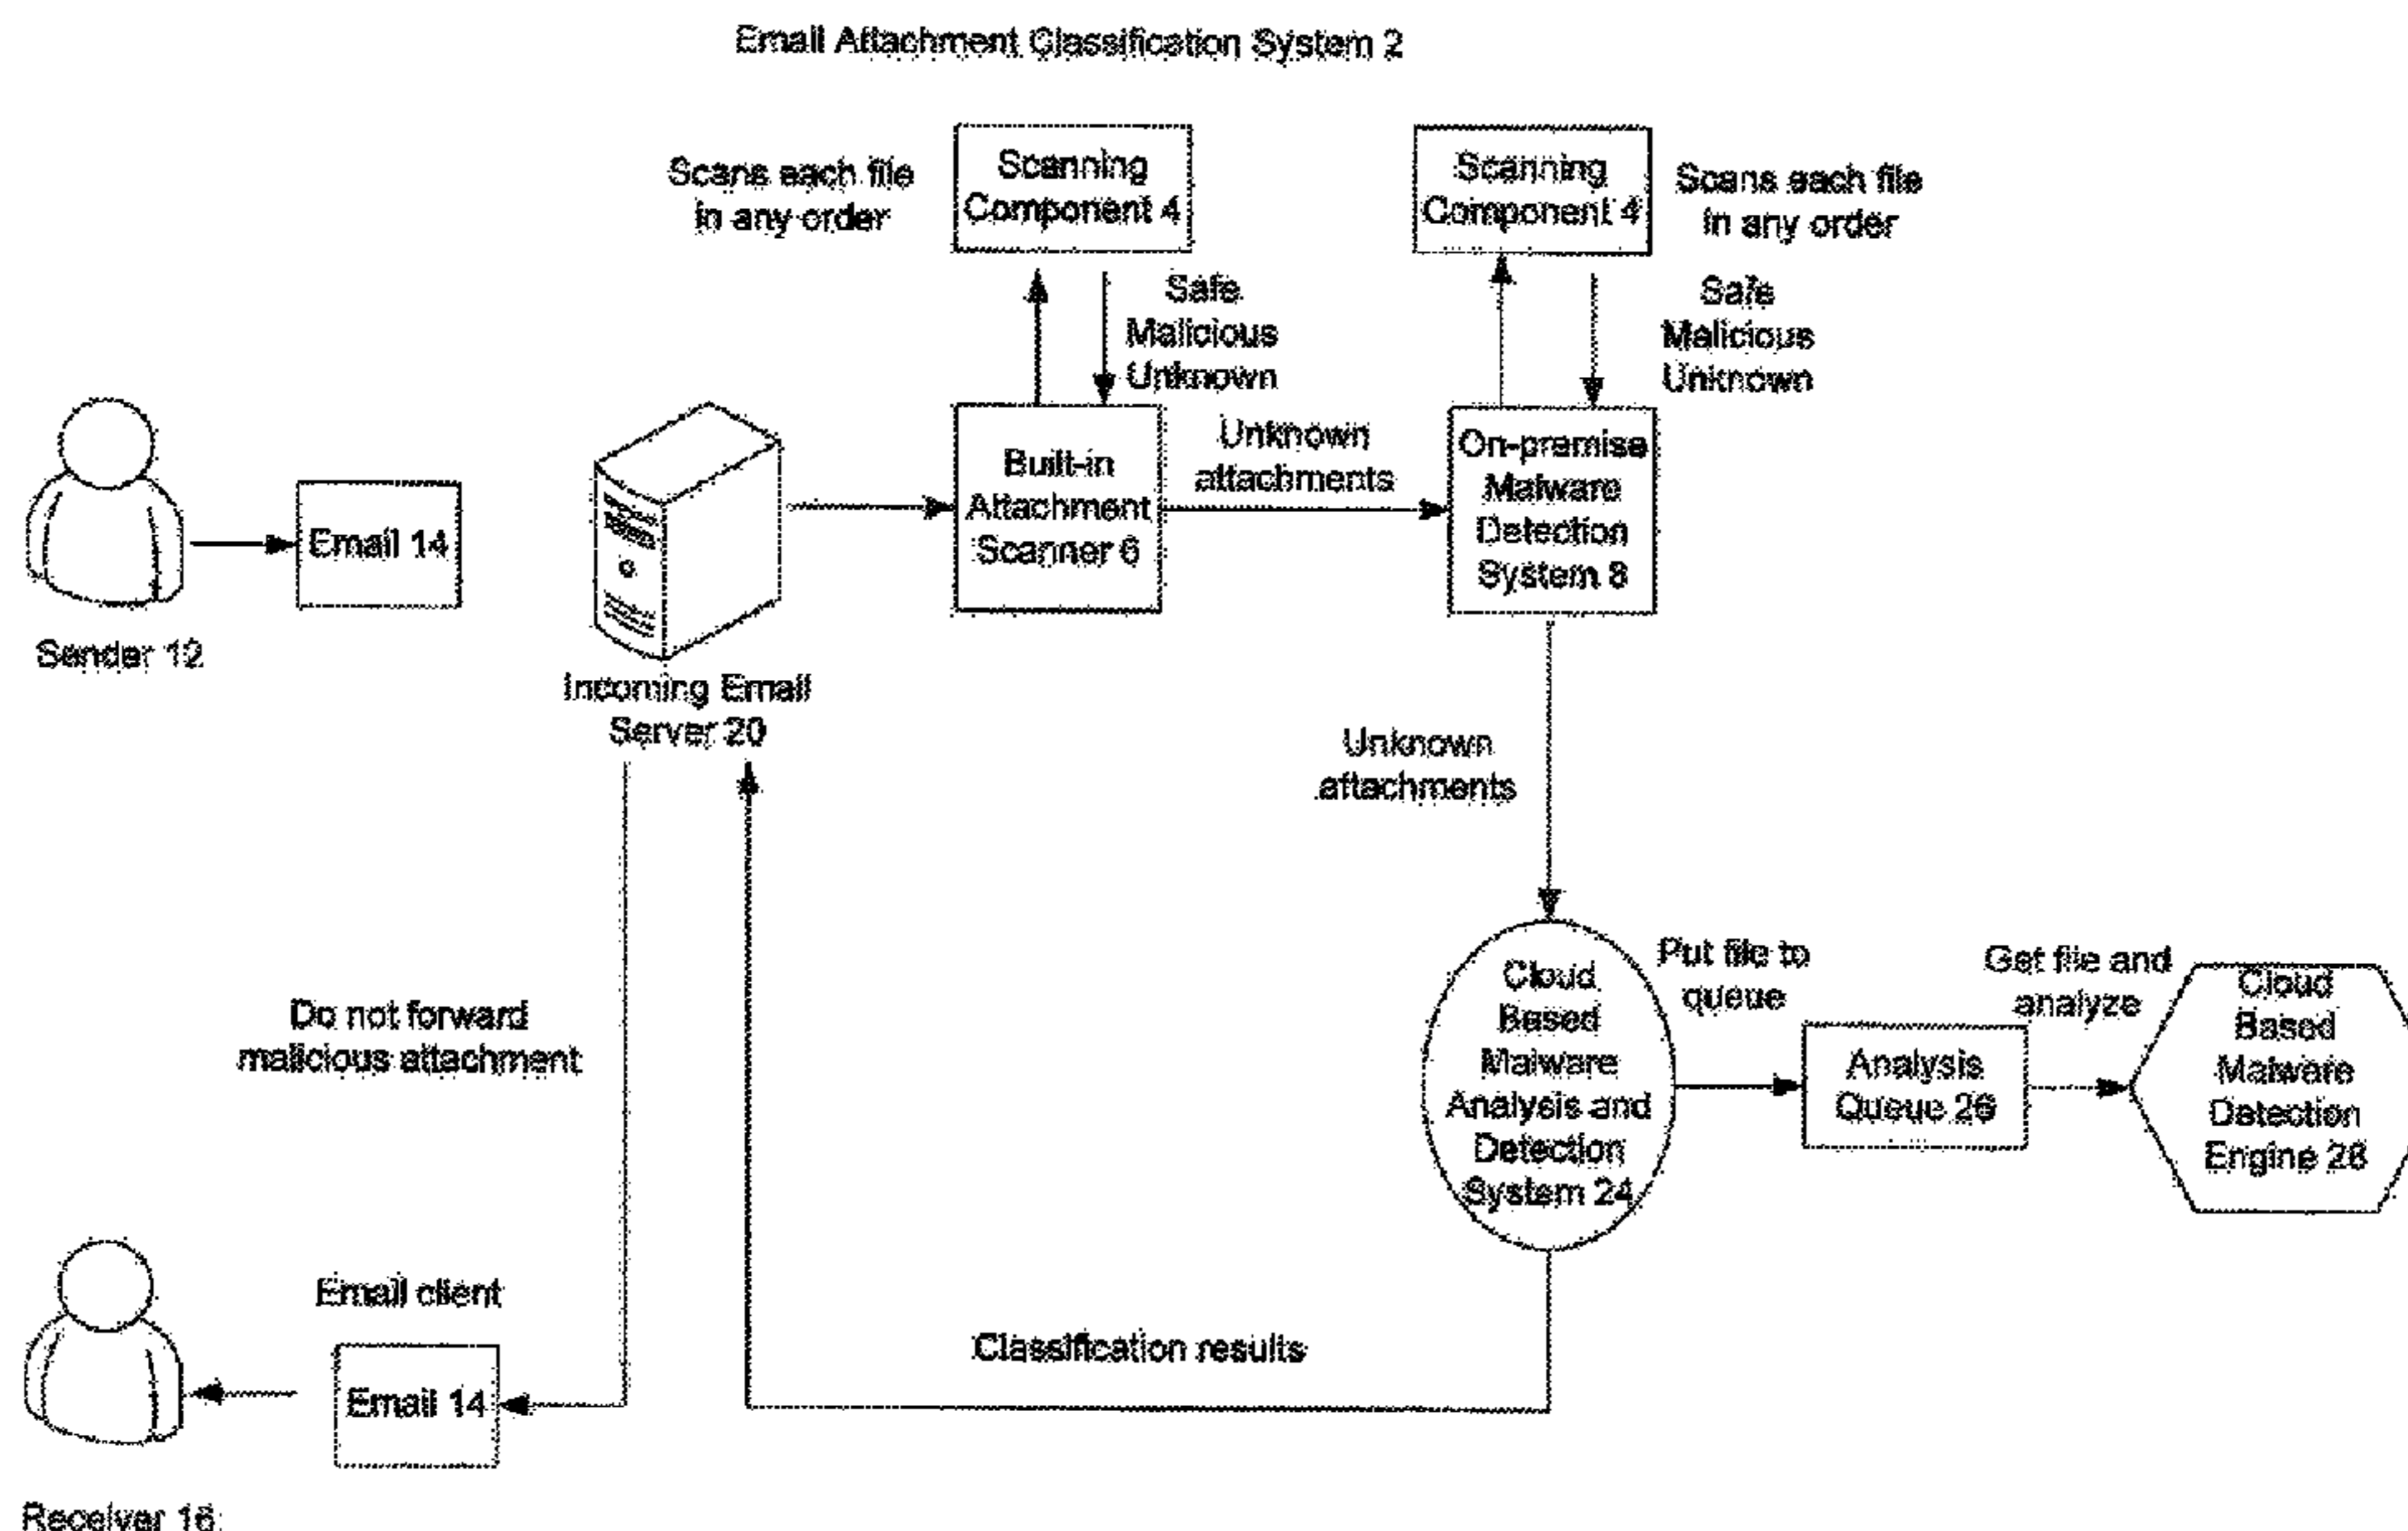 Email Attachment Classification System 2
Scans each file
in any order
Scanning
Component 4
Scanning
Component 4
Scans each file
in any order
Safe
Malicious
Unknown
Safe
Malicious
Unknown
Email 14
Sender 12
Incoming Email
Server 20
Built-in
Attachment
Scanner 6
Unknown
attachments
On-premise
Malware
Detection
System 8
Unknown
attachments
Do not forward
malicious attachment
Cloud
Based
Malware
Analysis and
Detection
System 24
Put file to
queue
Analysis
Queue 26
Get file and
analyze
Cloud
Based
Malware
Detection
Engine 28
Email client
Email 14
Classification results
Receiver 16